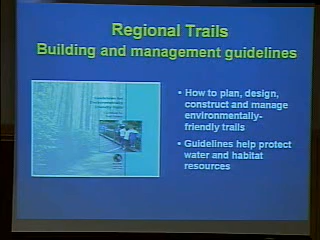 Regional Trails
Building and management guidelines
• How to plan, design,
construct and manage
environmentally-
friendly trails
• Guidelines help protect
water and habitat
resources